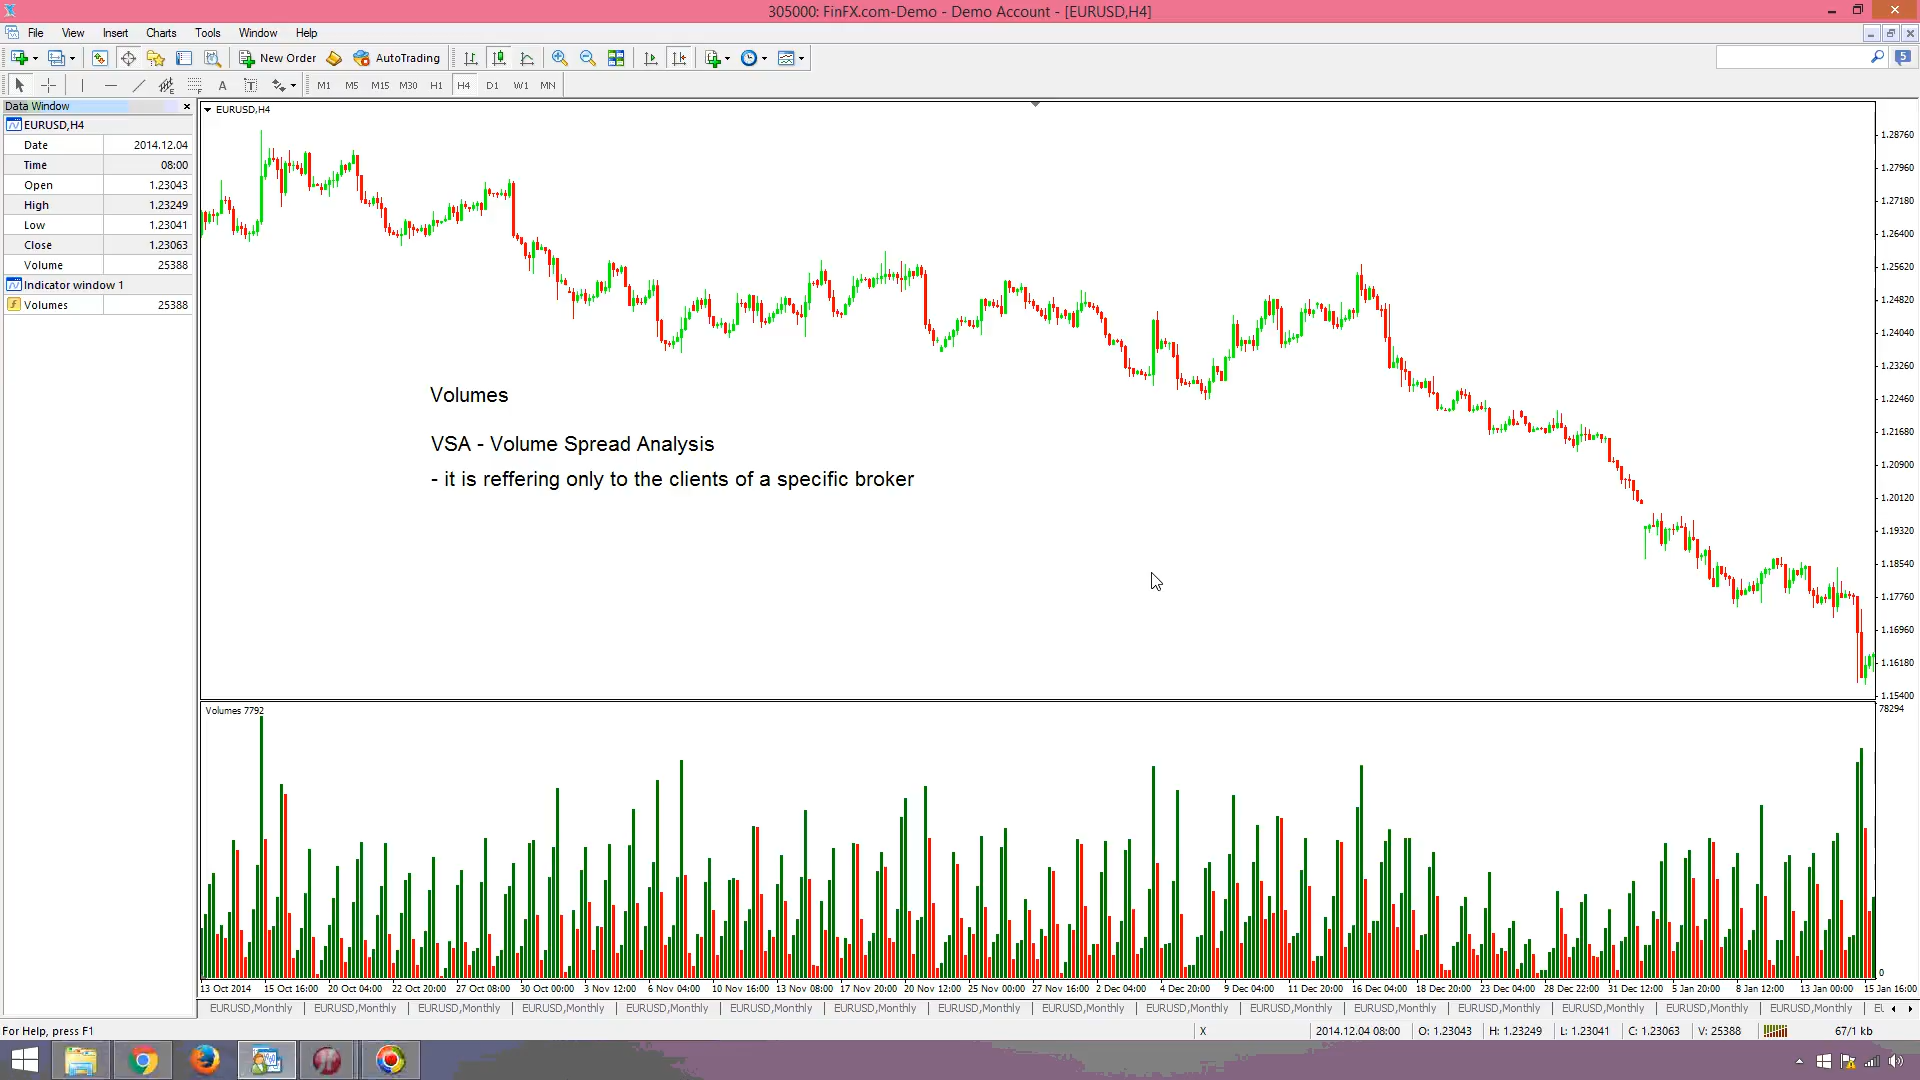 305000: FinFX.com-Demo - Demo Account - [EURUSD,H4]
File View Insert Charts Tools Window Help
New Order AutoTrading
5
A T M1 M5 M15 M30 H1 H4 D1 W1 MN
Data Window
EURUSD,H4
Date 2014.12.04
Time 08:00
Open 1.23043
High 1.23249
Low 1.23041
Close 1.23063
Volume 25388
Indicator window 1
Volumes 25388
EURUSD,H4
Volumes
VSA - Volume Spread Analysis
- it is reffering only to the clients of a specific broker
1.28760
1.27960
1.27180
1.26400
1.25620
1.24820
1.24040
1.23260
1.22460
1.21680
1.20900
1.20120
1.19320
1.18540
1.17760
1.16960
1.16180
1.15400
Volumes 7792
78294
0
13 Oct 2014 15 Oct 16:00 20 Oct 04:00 22 Oct 20:00 27 Oct 08:00 30 Oct 00:00 3 Nov 12:00 6 Nov 04:00 10 Nov 16:00 13 Nov 08:00 17 Nov 20:00 20 Nov 12:00 25 Nov 00:00 27 Nov 16:00 2 Dec 04:00 4 Dec 20:00 9 Dec 04:00 11 Dec 20:00 16 Dec 04:00 18 Dec 20:00 23 Dec 04:00 28 Dec 22:00 31 Dec 12:00 5 Jan 20:00 8 Jan 12:00 13 Jan 00:00 15 Jan 16:00
EURUSD,Monthly EURUSD,Monthly EURUSD,Monthly EURUSD,Monthly EURUSD,Monthly EURUSD,Monthly EURUSD,Monthly EURUSD,Monthly EURUSD,Monthly EURUSD,Monthly EURUSD,Monthly EURUSD,Monthly EURUSD,Monthly EURUSD,Monthly EURUSD,Monthly EURUSD,Monthly
For Help, press F1 X 2014.12.04 08:00 O: 1.23043 H: 1.23249 L: 1.23041 C: 1.23063 V: 25388 67/1 kb